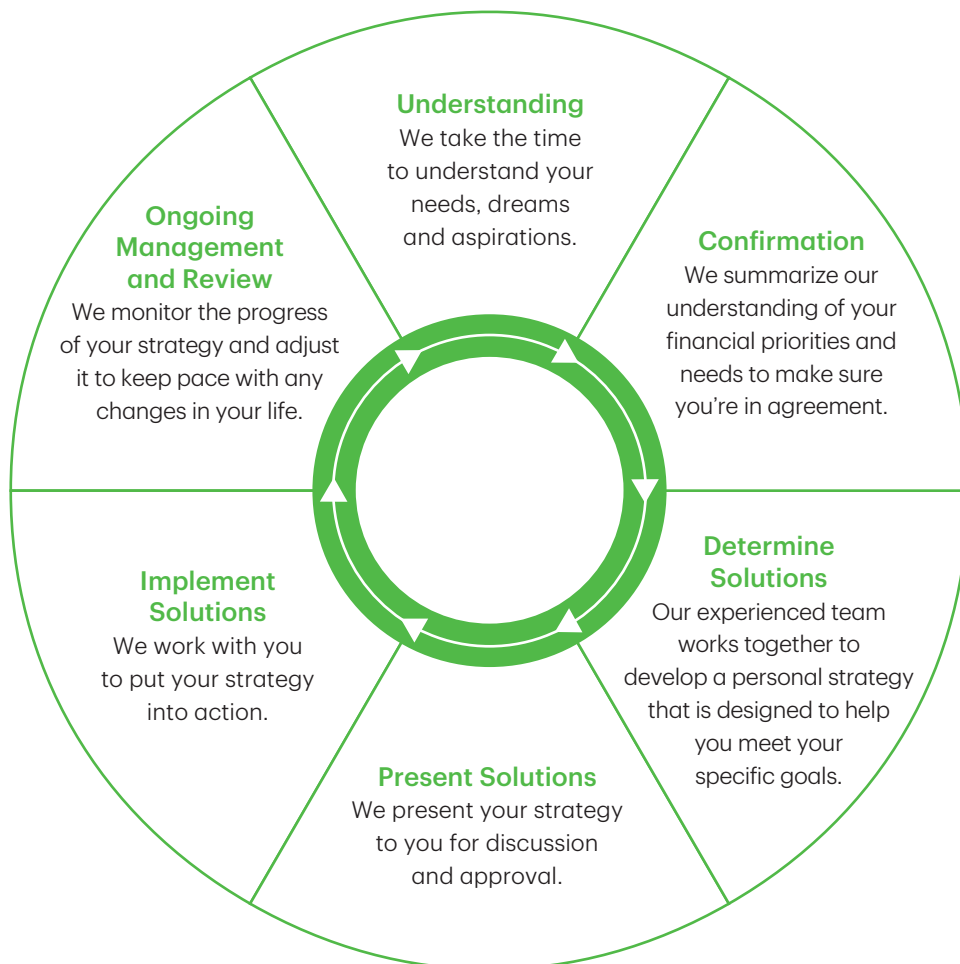 Understanding
We take the time
to understand your
needs, dreams
and aspirations.
Confirmation
We summarize our
understanding of your
financial priorities and
needs to make sure
you’re in agreement.
Determine
Solutions
Our experienced team
works together to
develop a personal strategy
that is designed to help
you meet your
specific goals.
Present Solutions
We present your strategy
to you for discussion
and approval.
Implement
Solutions
We work with you
to put your strategy
into action.
Ongoing
Management
and Review
We monitor the progress
of your strategy and adjust
it to keep pace with any
changes in your life.